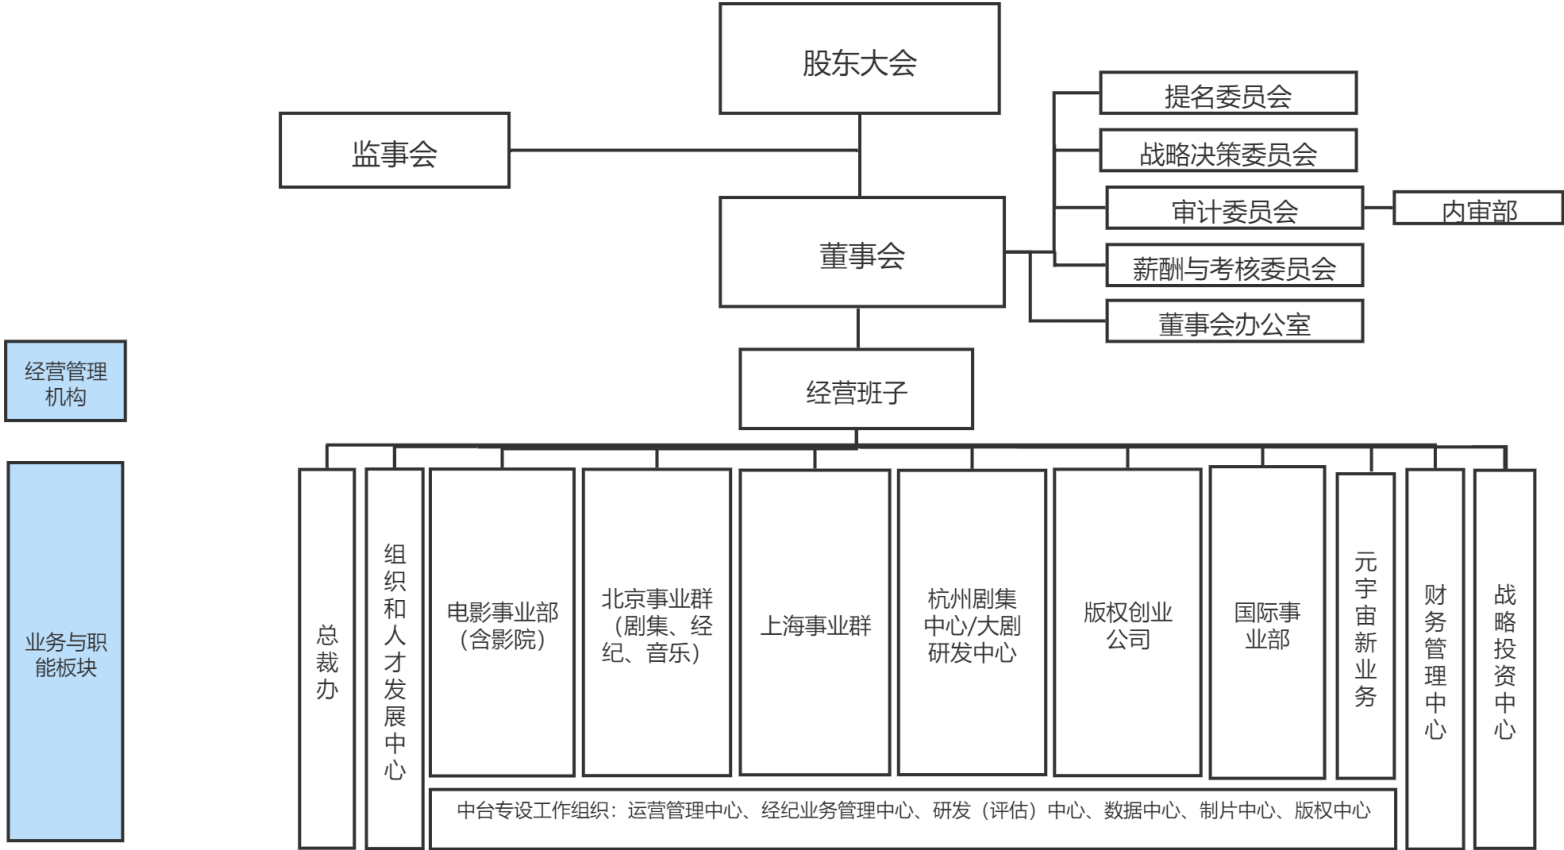 股东大会
提名委员会
监事会
战略决策委员会
审计委员会
内审部
董事会
薪酬与考核委员会
董事会办公室
经营管理
机构
经营班子
业务与职
能板块
总裁办
组织和人才发展中心
电影事业部
（含影院）
北京事业群
（剧集、经
纪、音乐）
上海事业群
杭州剧集
中心/大剧
研发中心
版权创业
公司
国际事
业部
元宇宙新业务
财务管理中心
战略投资中心
中台专设工作组织：运营管理中心、经纪业务管理中心、研发（评估）中心、数据中心、制片中心、版权中心